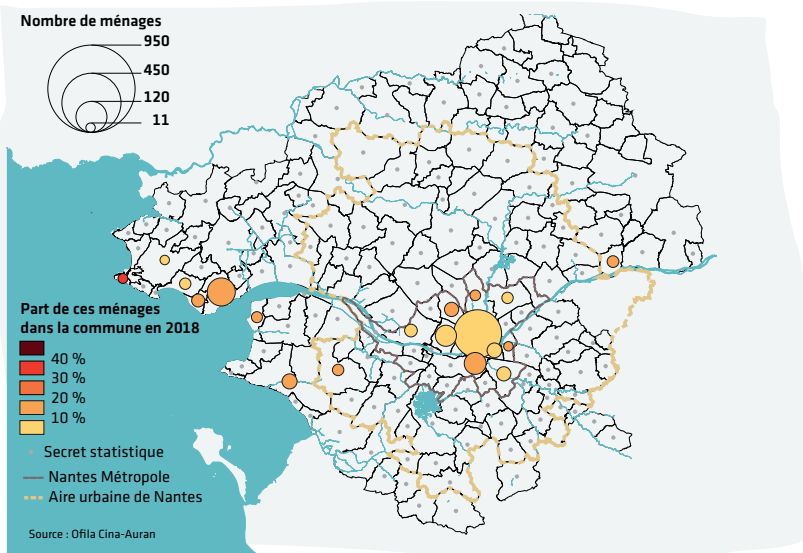 Nombre de ménages
950
450
120
11
Part de ces ménages
dans la commune en 2018
40 %
30 %
20 %
10 %
Secret statistique
Nantes Métropole
Aire urbaine de Nantes
Source : Ofila Cina-Auran